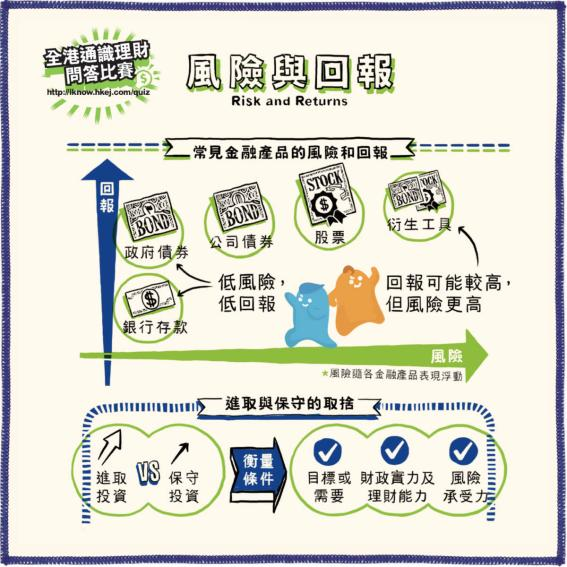 全港通識理財
問答比賽
http://iknow.hkej.com/quiz
風險與回報
Risk and Returns
常見金融產品的風險和回報
回報
BOND
政府債券
BOND
公司債券
STOCK
股票
BOND
STOCK
衍生工具
銀行存款
低風險，
低回報
回報可能較高，
但風險更高
風險
★風險隨各金融產品表現浮動
進取與保守的取捨
進取
投資
VS
保守
投資
衡量
條件
目標或
需要
財政實力及
理財能力
風險
承受力